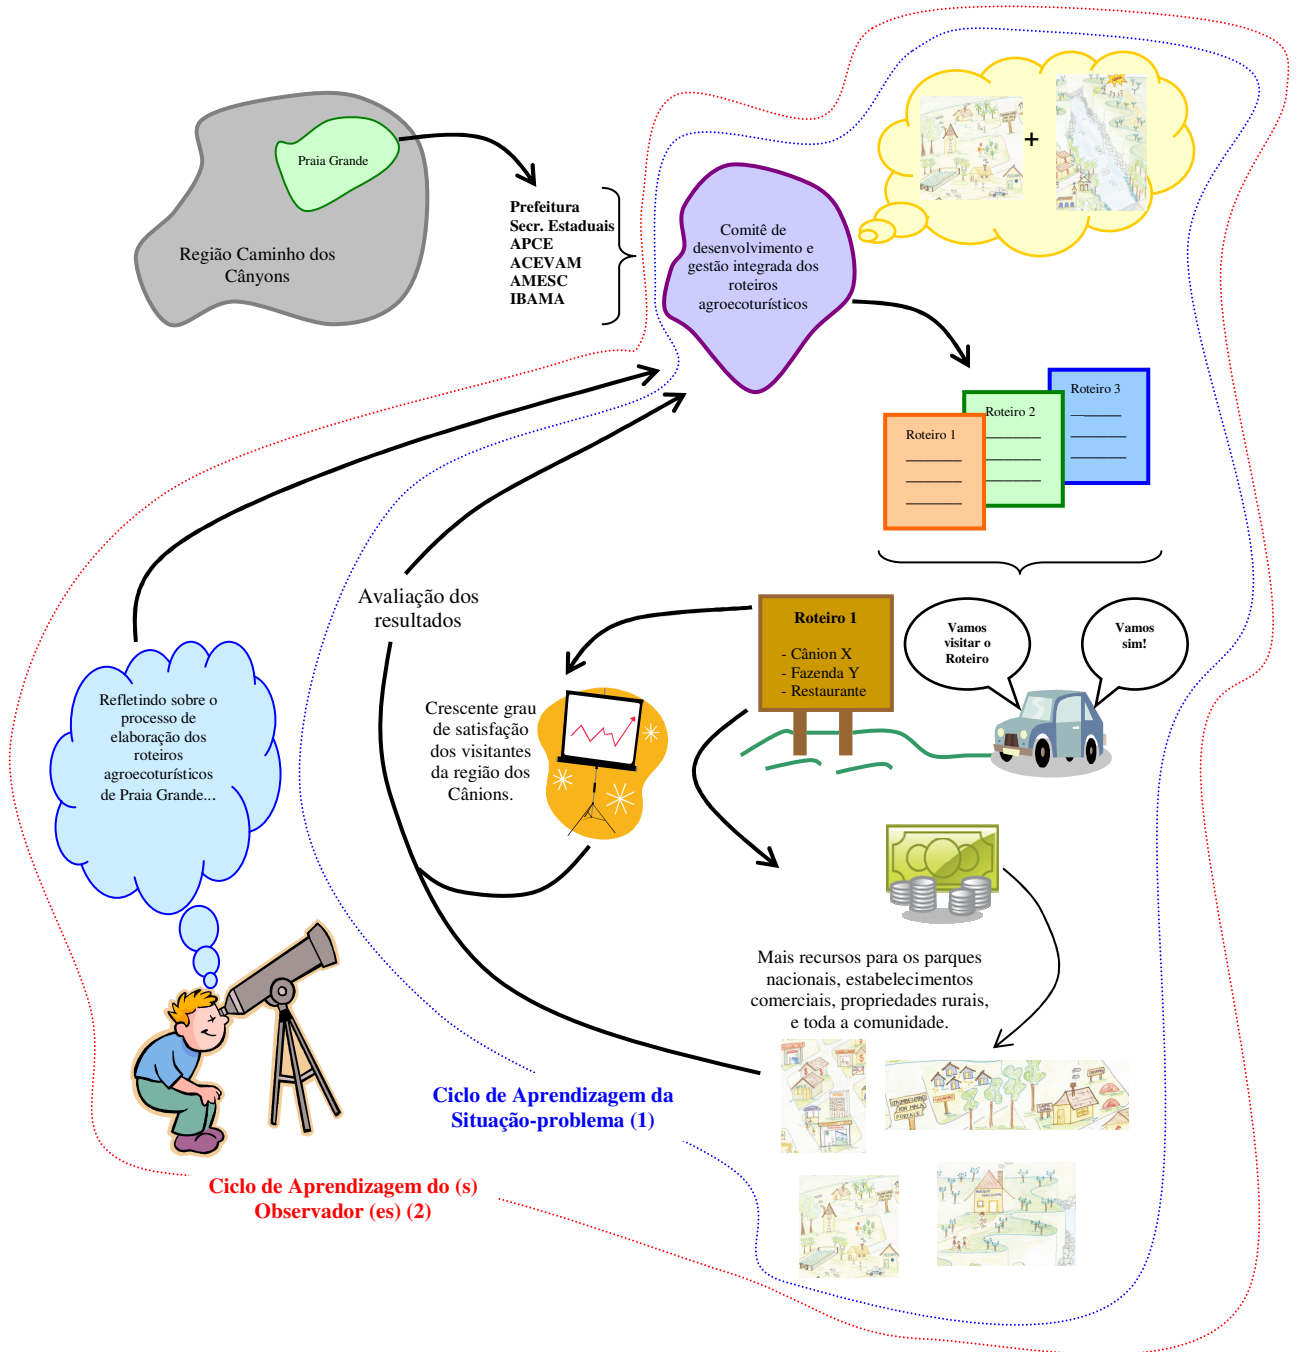 Praia Grande
Região Caminho dos
Cânyons
Prefeitura
Secr. Estaduais
APCE
ACEVAM
AMESC
IBAMA
Comitê de
desenvolvimento e
gestão integrada dos
roteiros
agroecoturísticos
+
Roteiro 3
Roteiro 2
Roteiro 1
Avaliação dos
resultados
Roteiro 1
- Cânion X
- Fazenda Y
- Restaurante
Vamos
visitar o
Roteiro
Vamos
sim!
Refletindo sobre o
processo de
elaboração dos
roteiros
agroecoturísticos
de Praia Grande...
Crescente grau
de satisfação
dos visitantes
da região dos
Cânions.
Mais recursos para os parques
nacionais, estabelecimentos
comerciais, propriedades rurais,
e toda a comunidade.
Ciclo de Aprendizagem da
Situação-problema (1)
Ciclo de Aprendizagem do (s)
Observador (es) (2)